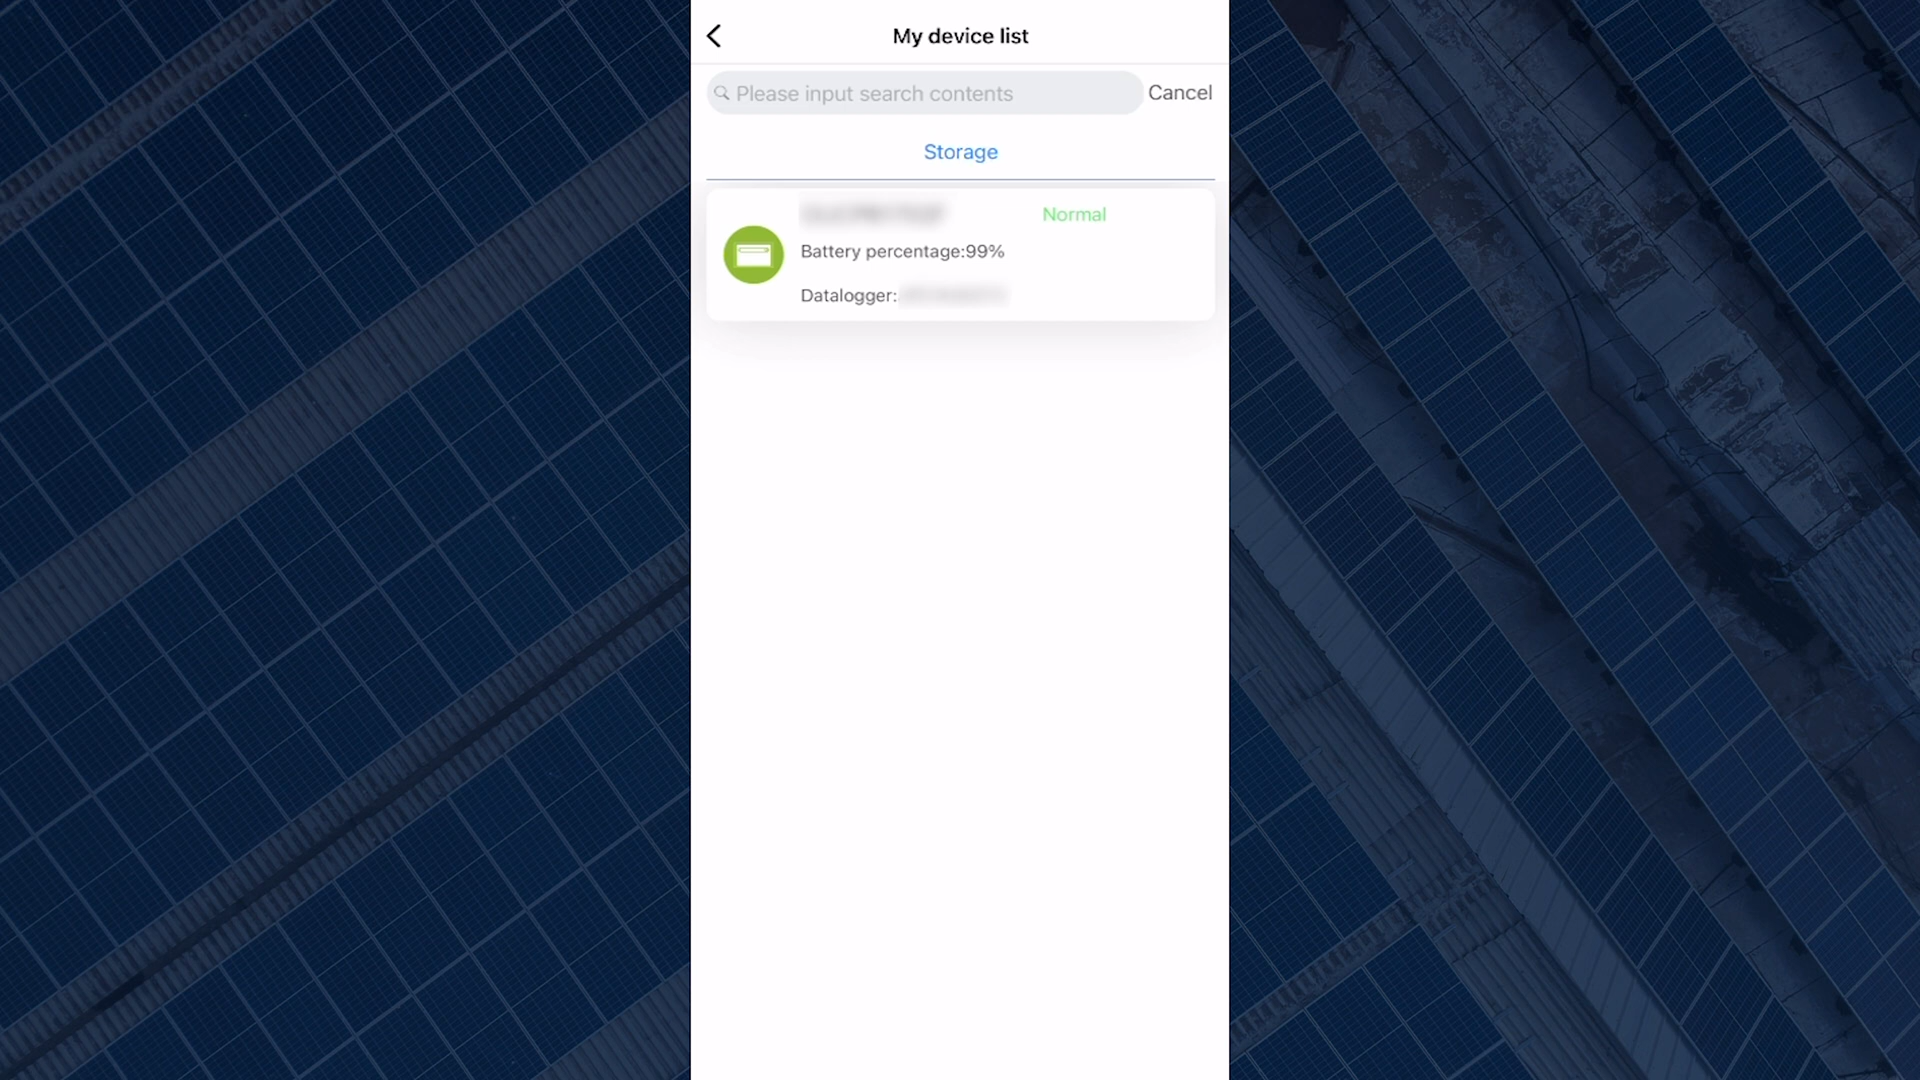 My device list
Please input search contents
Cancel
Storage
Normal
Battery percentage:99%
Datalogger: